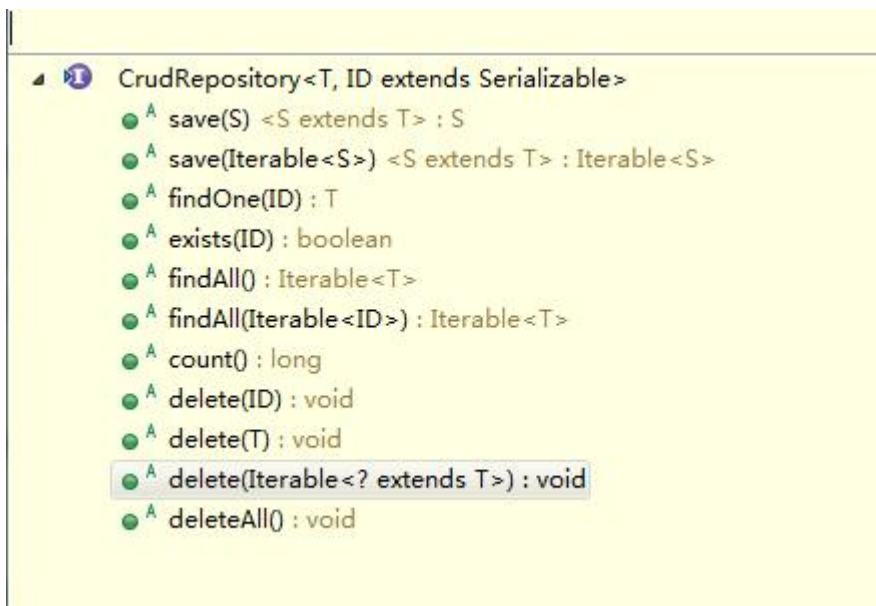 CrudRepository<T, ID extends Serializable>
A save(S) <S extends T> : S
A save(Iterable<S>) <S extends T> : Iterable<S>
A findOne(ID) : T
A exists(ID) : boolean
A findAll() : Iterable<T>
A findAll(Iterable<ID>) : Iterable<T>
A count() : long
A delete(ID) : void
A delete(T) : void
A delete(Iterable<? extends T>) : void
A deleteAll() : void